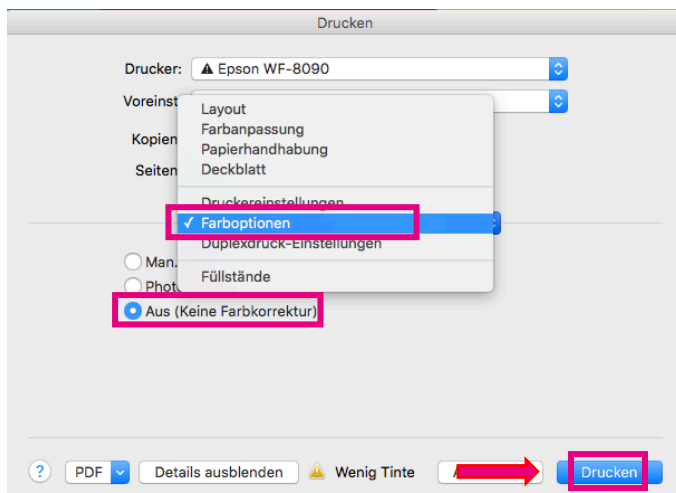 Drucken
Drucker: Epson WF-8090
Voreinst
Layout
Farbanpassung
Kopien
Papierhandhabung
Seiten
Deckblatt
Druckereinstellungen
✓ Farboptionen
Duplexdruck-Einstellungen
Man.
Füllstände
Phot
Aus (Keine Farbkorrektur)
? PDF Details ausblenden Wenig Tinte Drucken